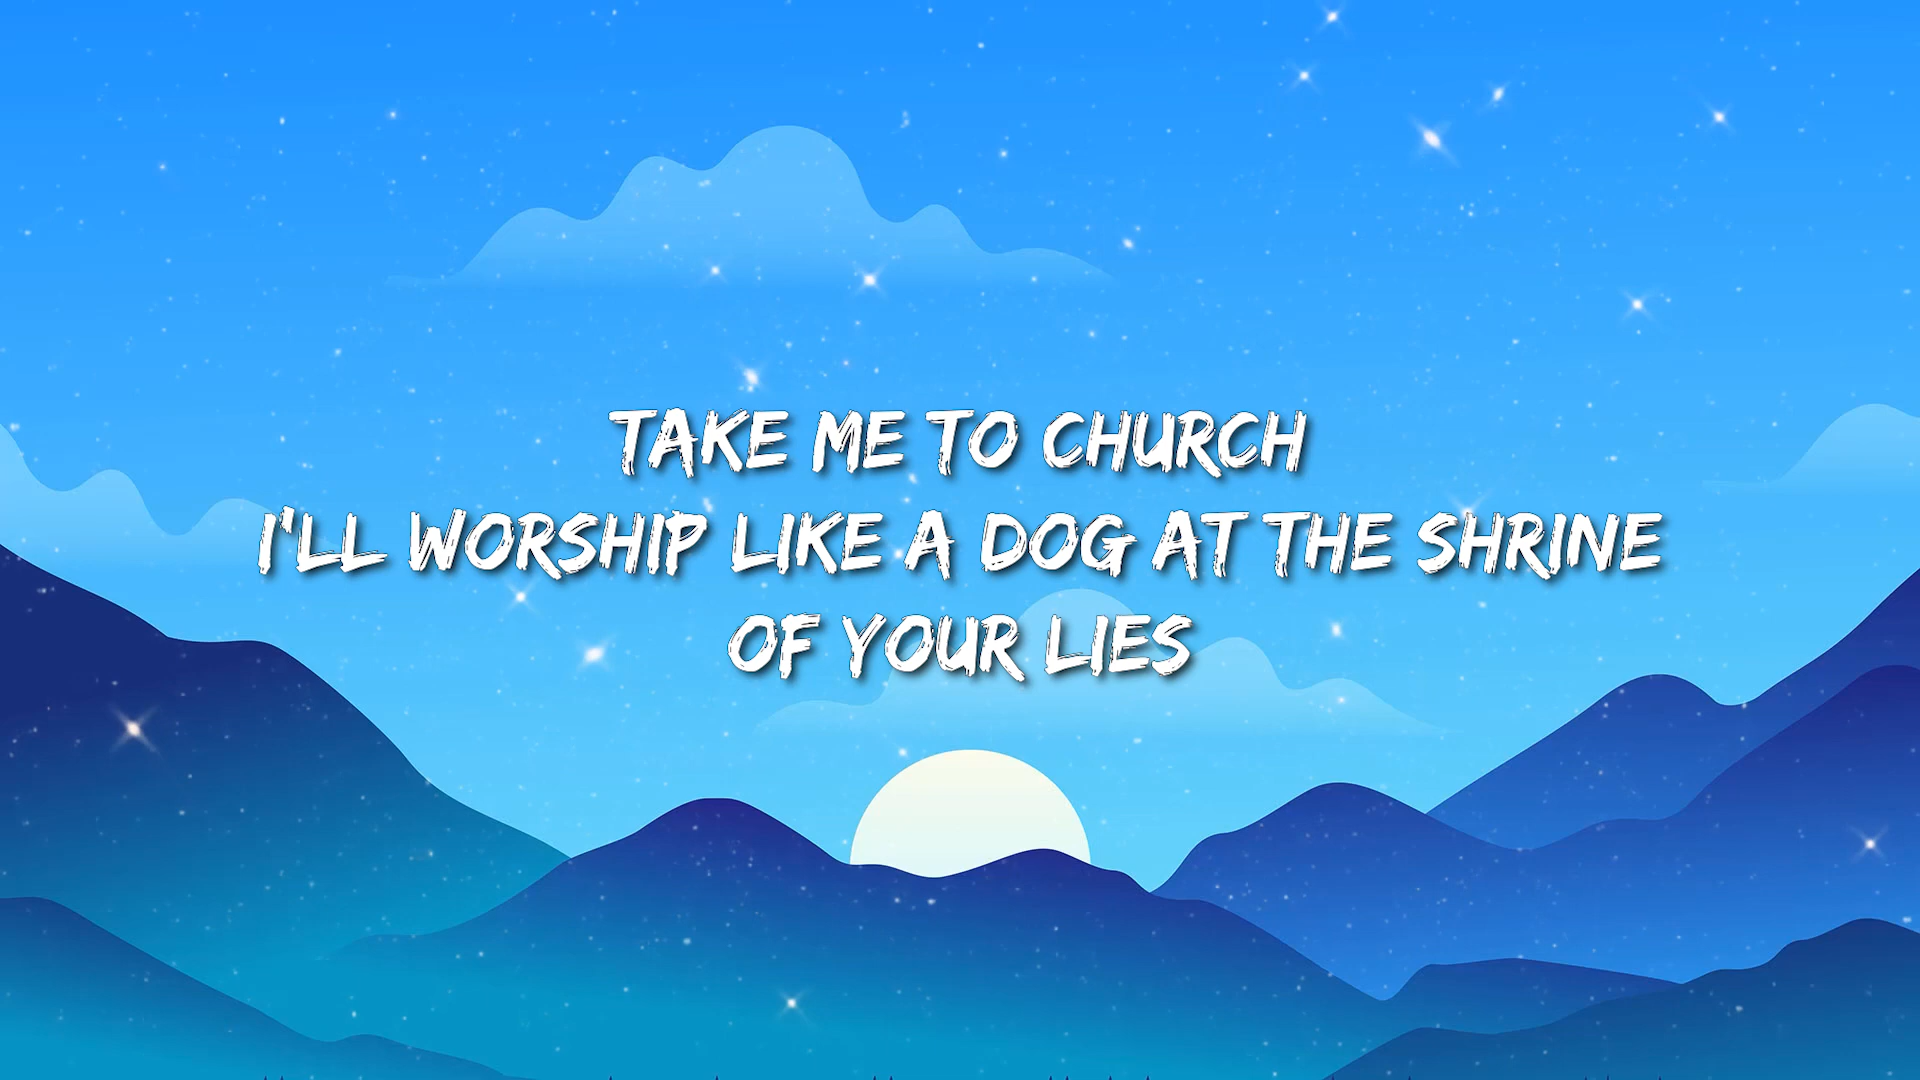 TAKE ME TO CHURCH
I'LL WORSHIP LIKE A DOG AT THE SHRINE
OF YOUR LIES